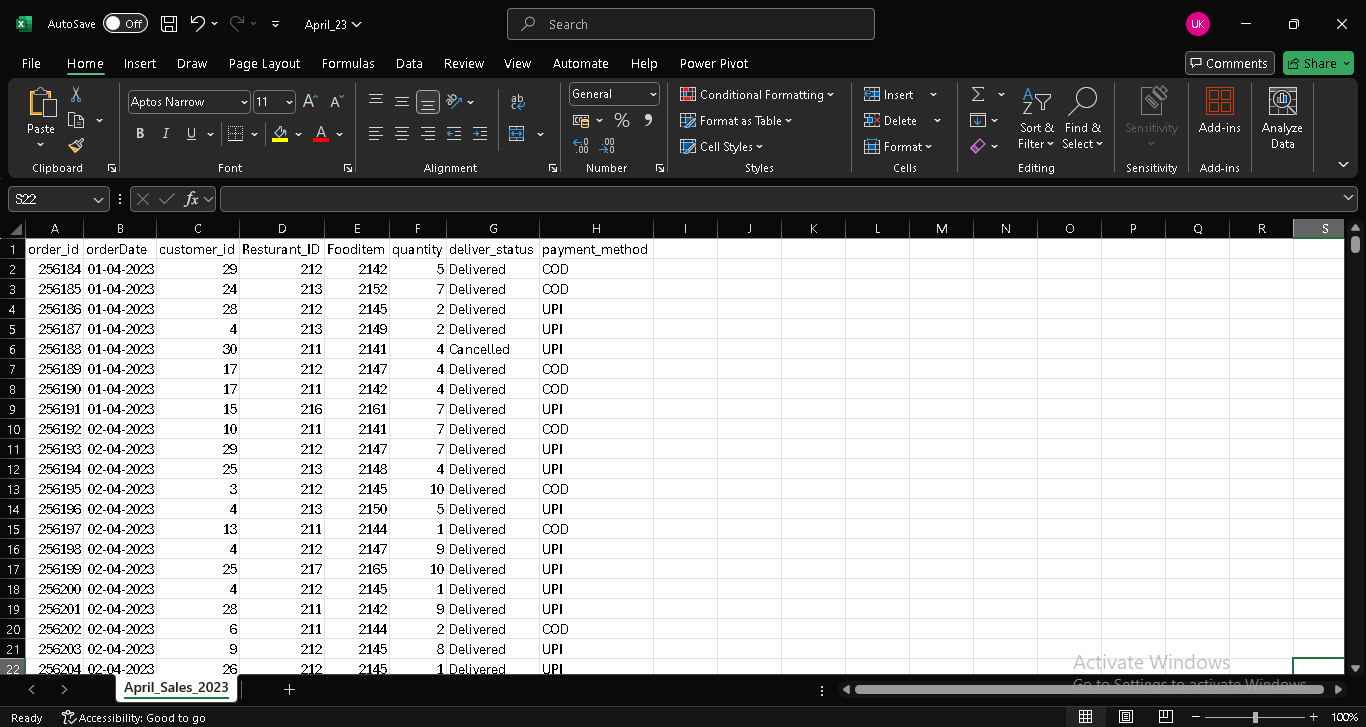 AutoSave Off April_23 Search UK
File Home Insert Draw Page Layout Formulas Data Review View Automate Help Power Pivot Comments Share
Paste Aptos Narrow 11 General Conditional Formatting Insert
B I U A % Format as Table Delete Sort & Find & Sensitivity Add-ins Analyze
Cell Styles Format Filter Select Data
Clipboard Font Alignment Number Styles Cells Editing Sensitivity Add-ins
S22 fx
A B C D E F G H I J K L M N O P Q R S
1 order_id orderDate customer_id Resturant_ID Fooditem quantity deliver_status payment_method
2 256184 01-04-2023 29 212 2142 5 Delivered COD
3 256185 01-04-2023 24 213 2152 7 Delivered COD
4 256186 01-04-2023 28 212 2145 2 Delivered UPI
5 256187 01-04-2023 4 213 2149 2 Delivered UPI
6 256188 01-04-2023 30 211 2141 4 Cancelled UPI
7 256189 01-04-2023 17 212 2147 4 Delivered COD
8 256190 01-04-2023 17 211 2142 4 Delivered COD
9 256191 01-04-2023 15 216 2161 7 Delivered UPI
10 256192 02-04-2023 10 211 2141 7 Delivered COD
11 256193 02-04-2023 29 212 2147 7 Delivered UPI
12 256194 02-04-2023 25 213 2148 4 Delivered UPI
13 256195 02-04-2023 3 212 2145 10 Delivered COD
14 256196 02-04-2023 4 213 2150 5 Delivered UPI
15 256197 02-04-2023 13 211 2144 1 Delivered COD
16 256198 02-04-2023 4 212 2147 9 Delivered UPI
17 256199 02-04-2023 25 217 2165 10 Delivered UPI
18 256200 02-04-2023 4 212 2145 1 Delivered UPI
19 256201 02-04-2023 28 211 2142 9 Delivered UPI
20 256202 02-04-2023 6 211 2144 2 Delivered COD
21 256203 02-04-2023 9 212 2145 8 Delivered UPI
22 256204 02-04-2023 26 212 2145 1 Delivered UPI
Activate Windows
Go to Settings to activate Windows.
April_Sales_2023
Ready Accessibility: Good to go 100%